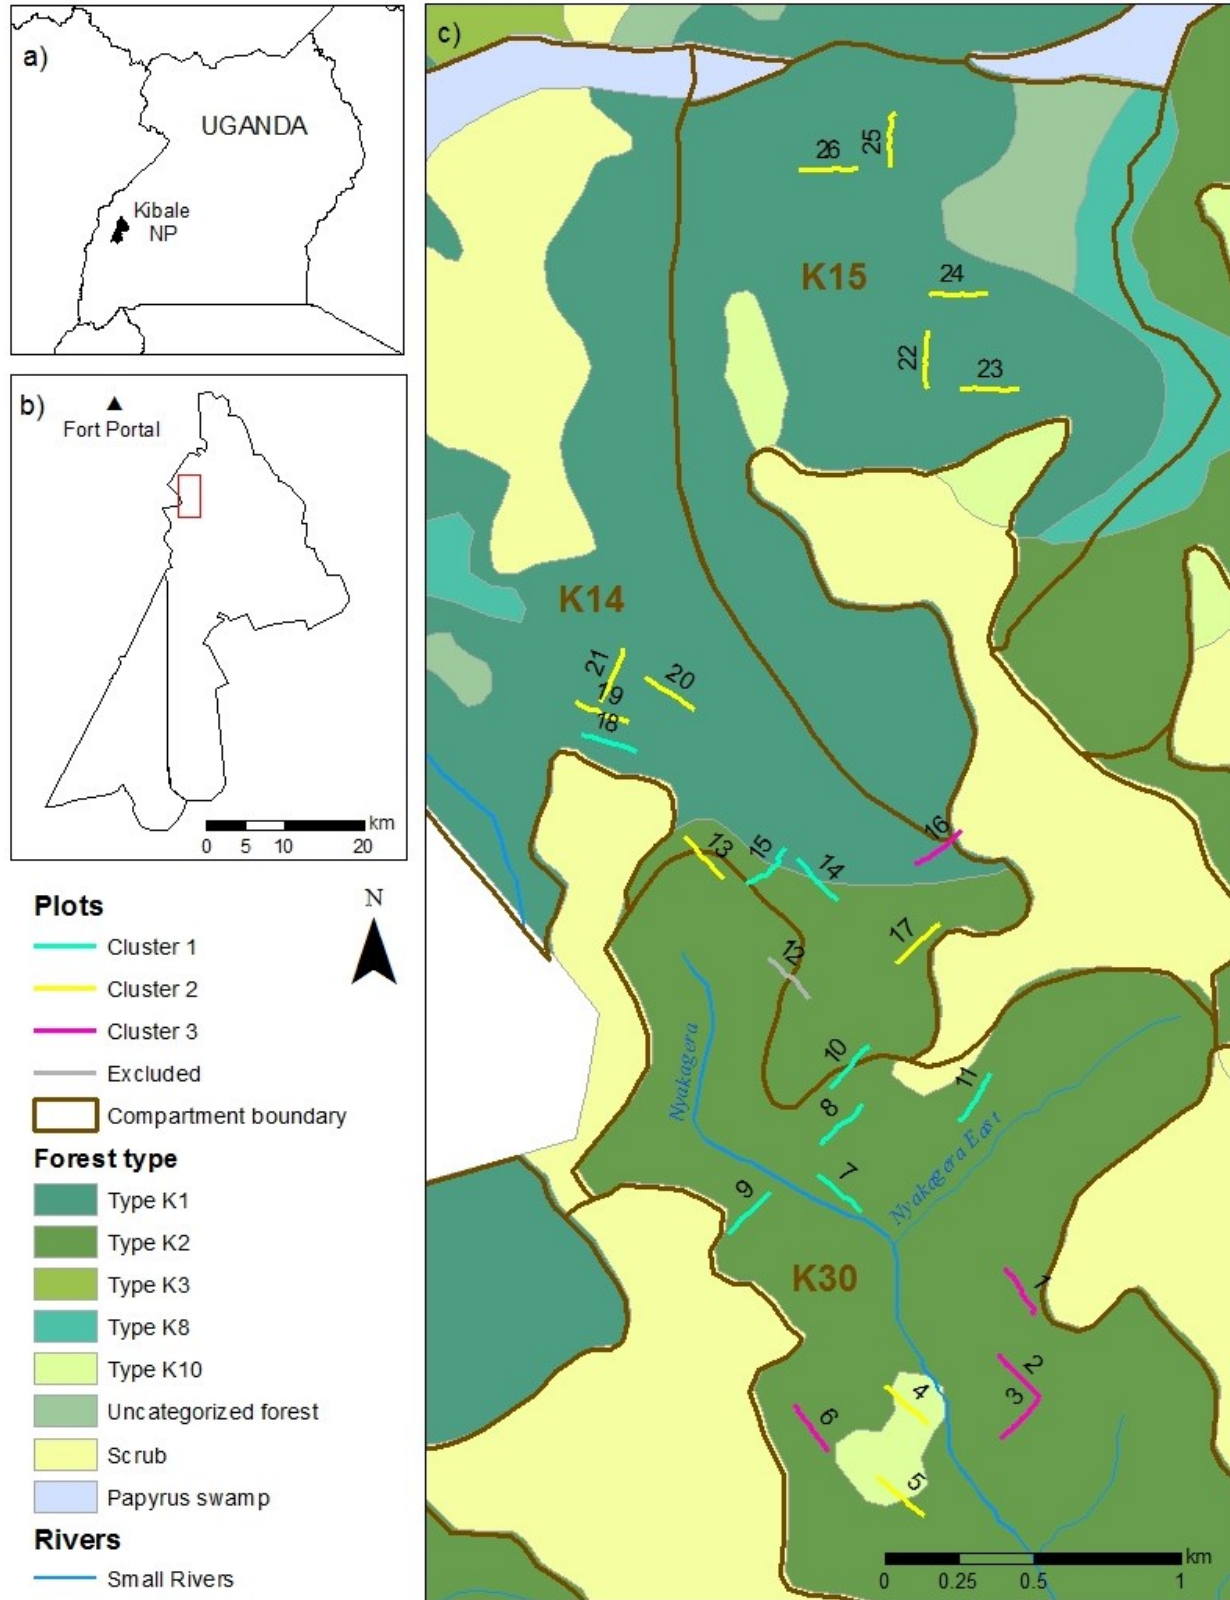 a)
UGANDA
Kibale
NP
b)
Fort Portal
km
0 5 10 20
Plots
N
Cluster 1
Cluster 2
Cluster 3
Excluded
Compartment boundary
Forest type
Type K1
Type K2
Type K3
Type K8
Type K10
Uncategorized forest
Scrub
Papyrus swamp
Rivers
Small Rivers
c)
26
25
K15
24
22
23
K14
21
20
19
18
16
13
15
14
17
12
Nyakagera
10
11
8
Nyakagera East
7
9
K30
1
2
3
4
6
5
km
0 0.25 0.5 1